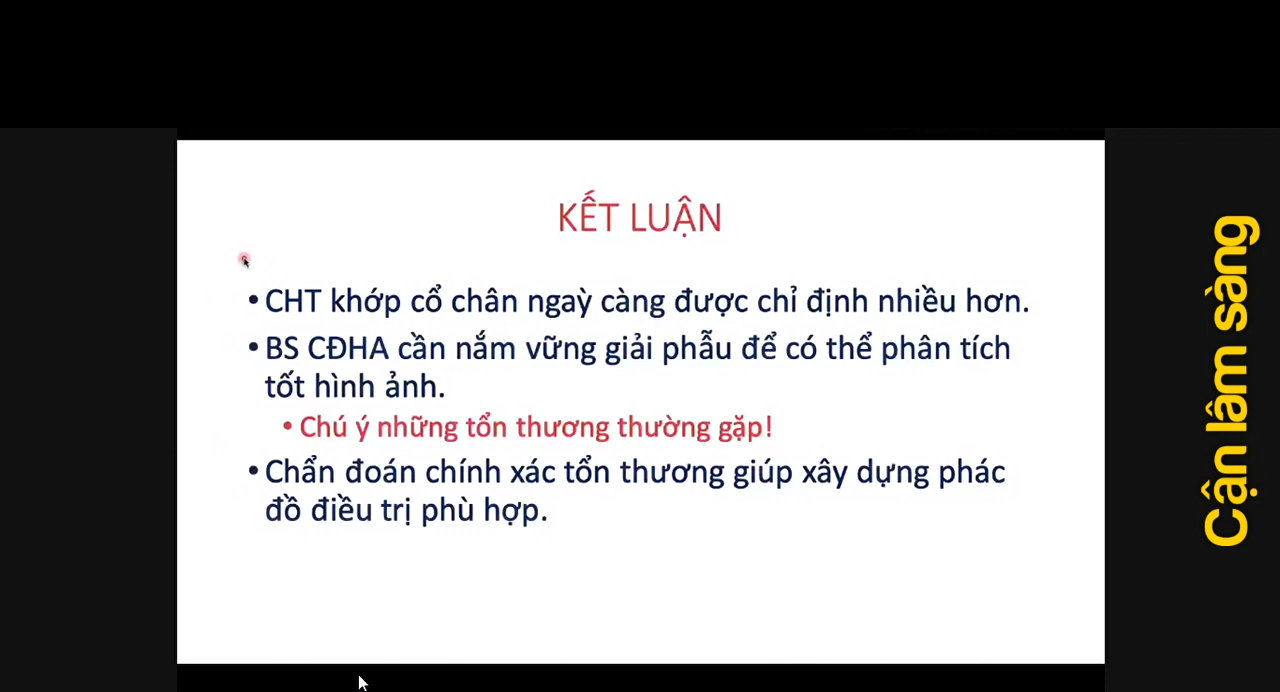 KẾT LUẬN
• CHT khớp cổ chân ngaỳ càng được chỉ định nhiều hơn.
• BS CĐHA cần nắm vững giải phẫu để có thể phân tích
tốt hình ảnh.
• Chú ý những tổn thương thường gặp!
• Chẩn đoán chính xác tổn thương giúp xây dựng phác
đồ điều trị phù hợp.
Cận lâm sàng